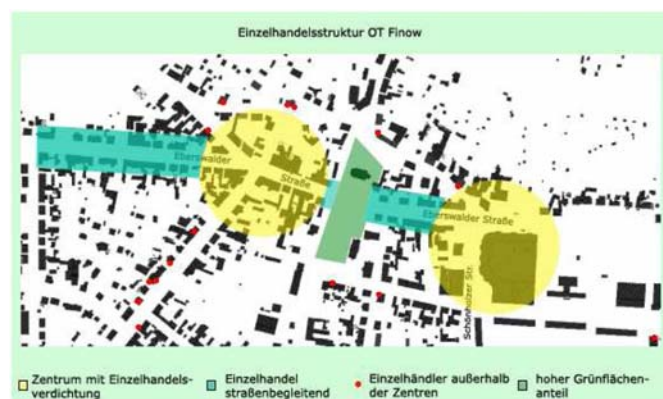 Einzelhandelsstruktur OT Finow
Eberswalder
Straße
Eberswalder Straße
Schönholzer Str.
Zentrum mit Einzelhandels-
verdichtung
Einzelhandel
straßenbegleitend
Einzelhändler außerhalb
der Zentren
hoher Grünflächen-
anteil